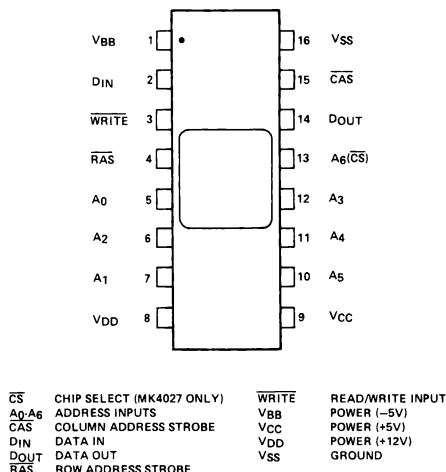 VBB 1 16 VSS
DIN 2 15 CAS
WRITE 3 14 DOUT
RAS 4 13 A6(CS)
A0 5 12 A3
A2 6 11 A4
A1 7 10 A5
VDD 8 9 VCC
CS CHIP SELECT (MK4027 ONLY) WRITE READ/WRITE INPUT
A0-A6 ADDRESS INPUTS VBB POWER (−5V)
CAS COLUMN ADDRESS STROBE VCC POWER (+5V)
DIN DATA IN VDD POWER (+12V)
DOUT DATA OUT VSS GROUND
RAS ROW ADDRESS STROBE